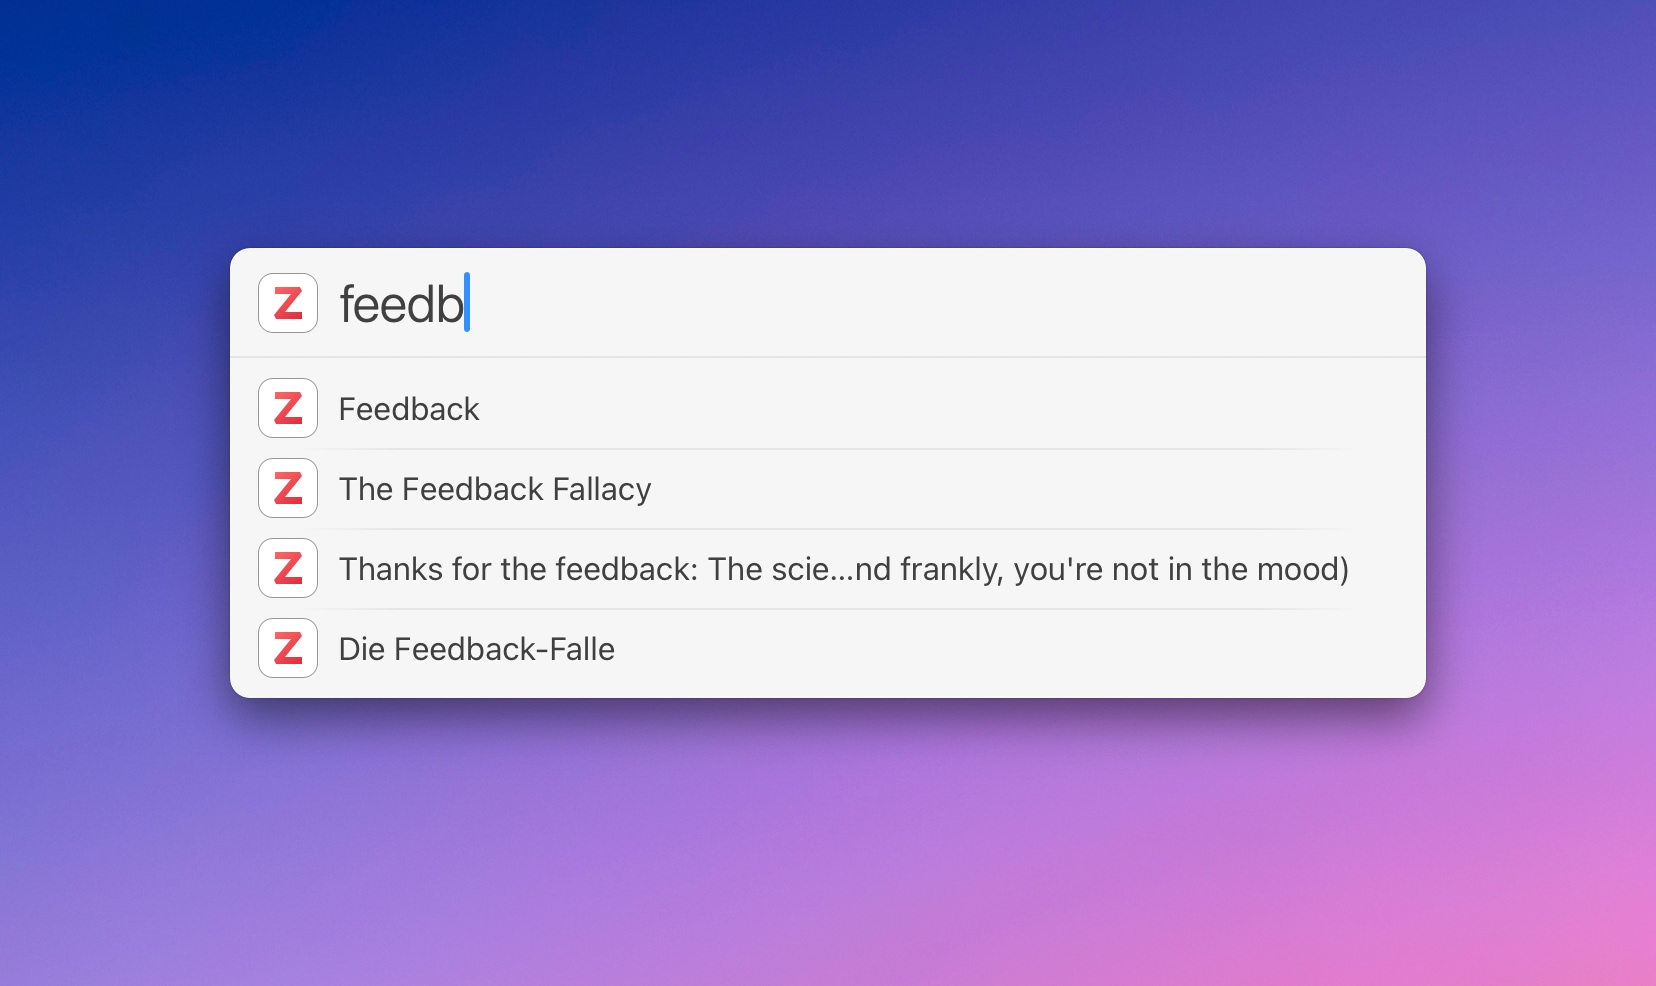 Z feedb
Z Feedback
Z The Feedback Fallacy
Z Thanks for the feedback: The scie...nd frankly, you're not in the mood)
Z Die Feedback-Falle